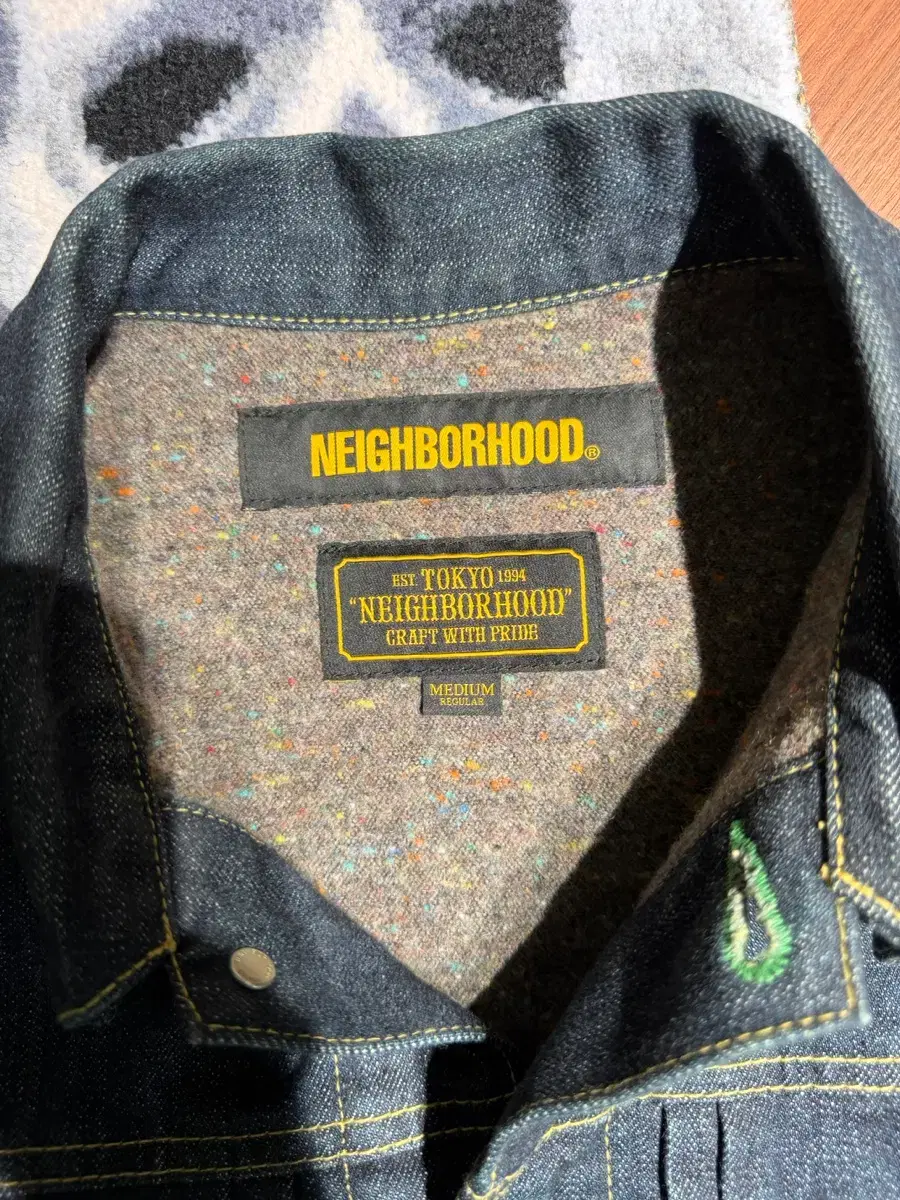 NEIGHBORHOOD®
EST. TOKYO 1994
"NEIGHBORHOOD"
CRAFT WITH PRIDE
MEDIUM
REGULAR